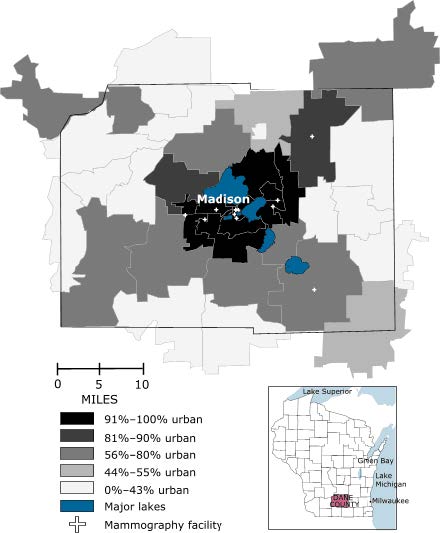 Madison
0 5 10
MILES
91%–100% urban
81%–90% urban
56%–80% urban
44%–55% urban
0%–43% urban
Major lakes
Mammography facility
Lake Superior
Green Bay
Lake
Michigan
DANE
COUNTY
Milwaukee